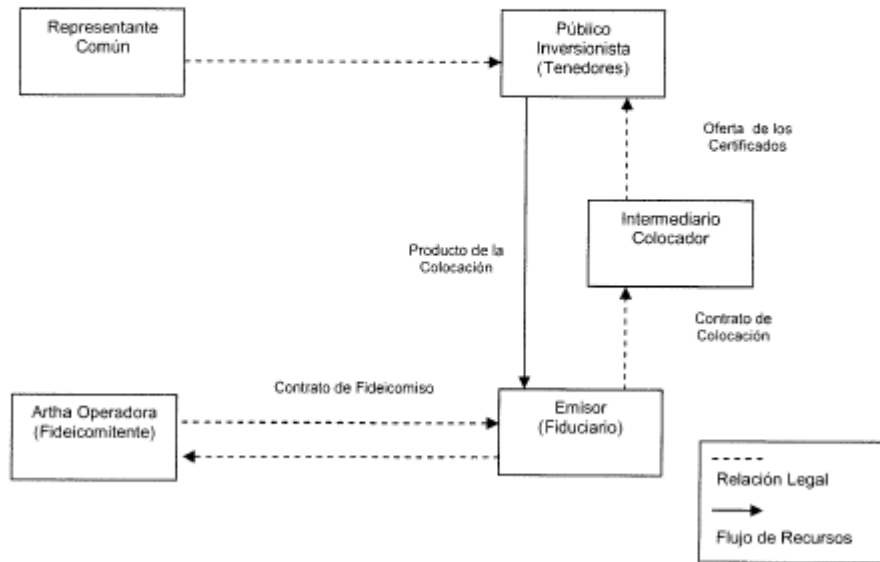 Representante
Común
Público
Inversionista
(Tenedores)
Oferta de los
Certificados
Intermediario
Colocador
Producto de la
Colocación
Contrato de
Colocación
Contrato de Fideicomiso
Artha Operadora
(Fideicomitente)
Emisor
(Fiduciario)
Relación Legal
Flujo de Recursos